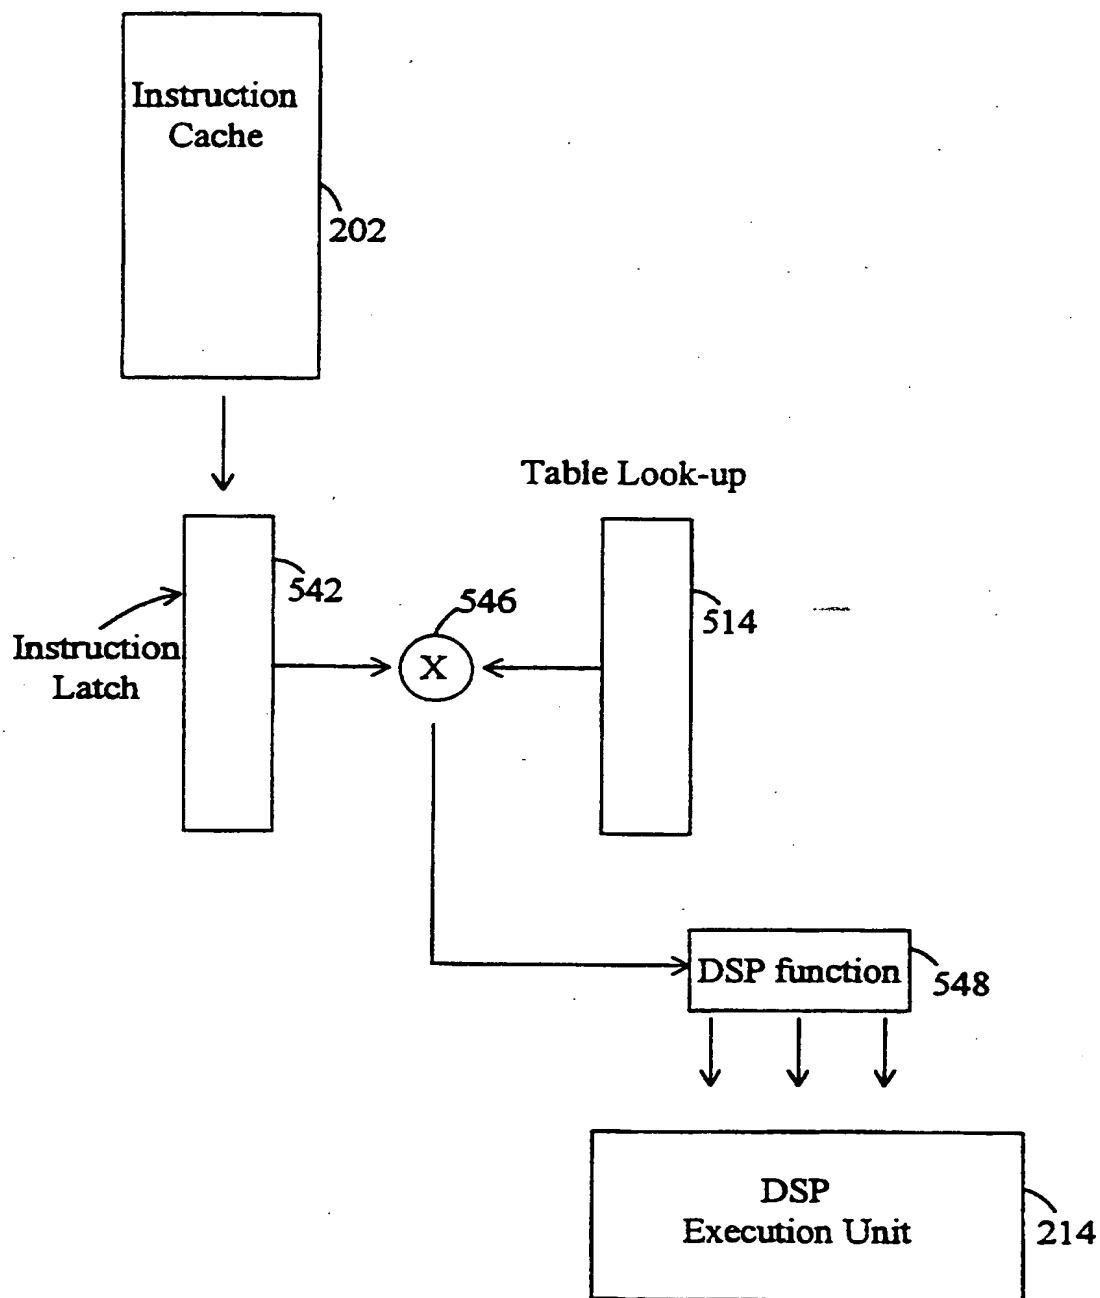 Instruction
Cache
202
Table Look-up
542
546
514
Instruction
Latch
X
DSP function
548
DSP
Execution Unit
214